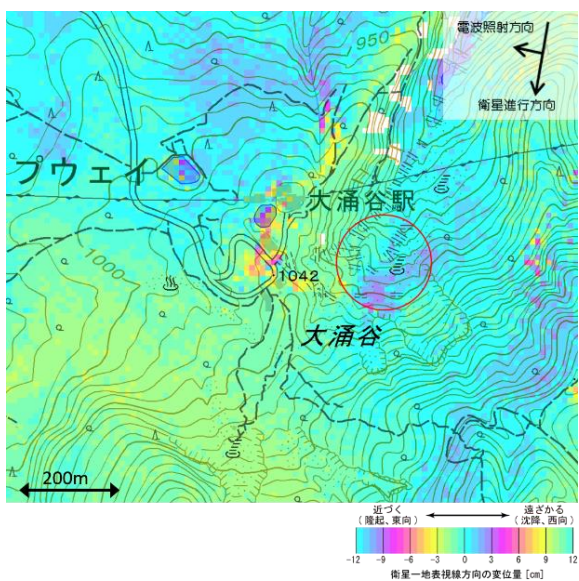 電波照射方向
衛星進行方向
950
プウェイ
大涌谷駅
1000
1042
大涌谷
200m
近づく 遠ざかる
(隆起、東向) (沈降、西向)
-12 -9 -6 -3 0 3 6 9 12
衛星－地表視線方向の変位量 [cm]